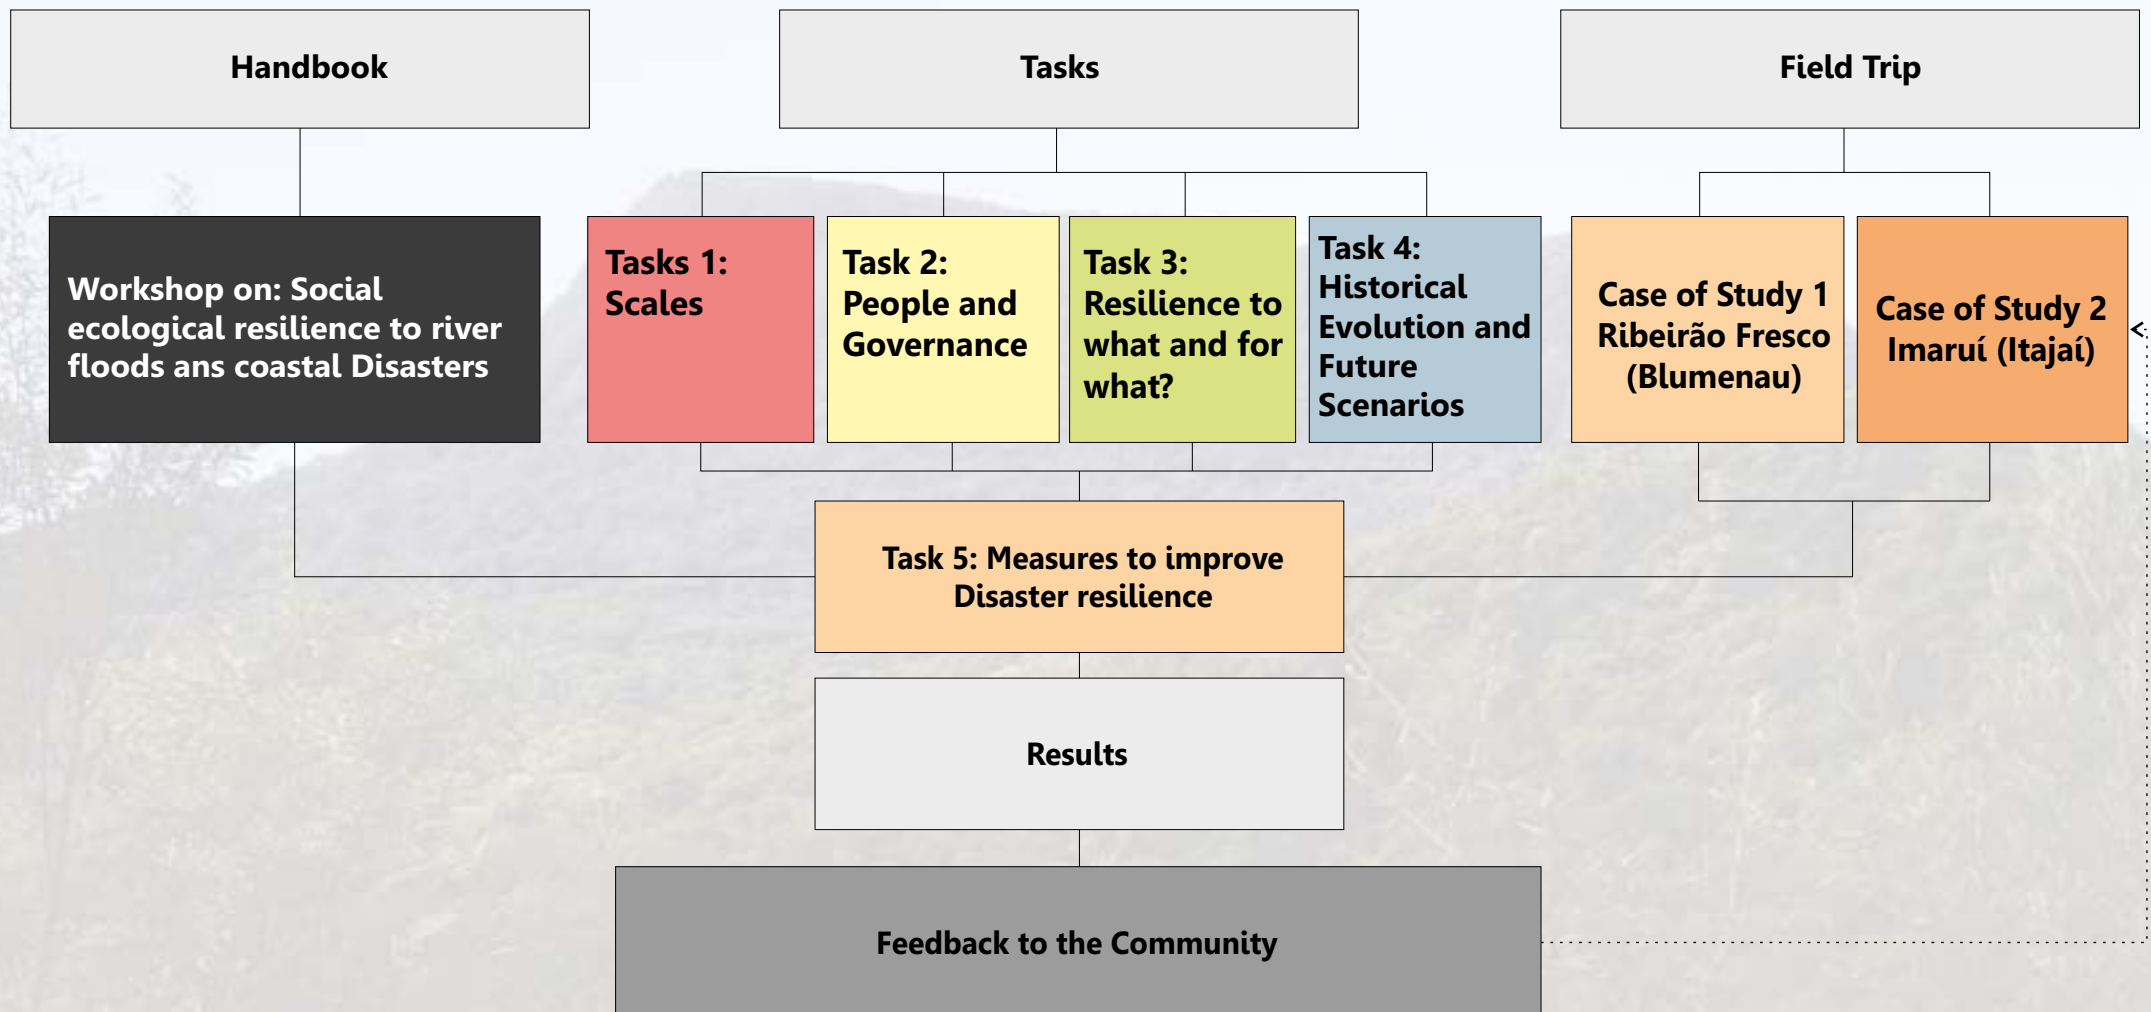 Handbook
Tasks
Field Trip
Workshop on: Social
ecological resilience to river
floods ans coastal Disasters
Tasks 1:
Scales
Task 2:
People and
Governance
Task 3:
Resilience to
what and for
what?
Task 4:
Historical
Evolution and
Future
Scenarios
Case of Study 1
Ribeirão Fresco
(Blumenau)
Case of Study 2
Imaruí (Itajaí)
Task 5: Measures to improve
Disaster resilience
Results
Feedback to the Community